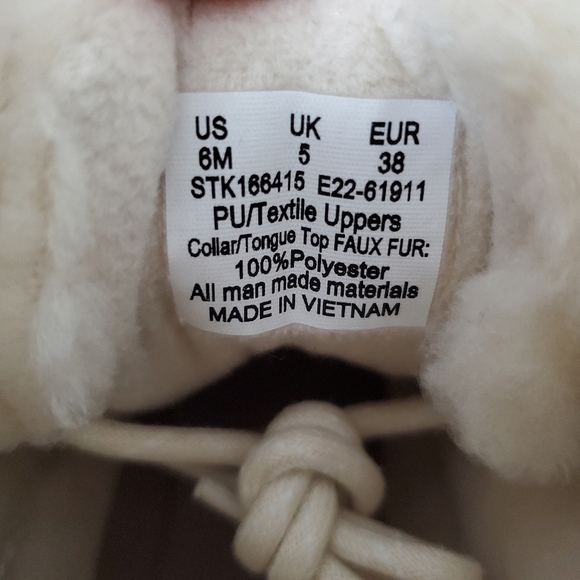 US UK EUR
6M 5 38
STK166415 E22-61911
PU/Textile Uppers
Collar/Tongue Top FAUX FUR:
100%Polyester
All man made materials
MADE IN VIETNAM